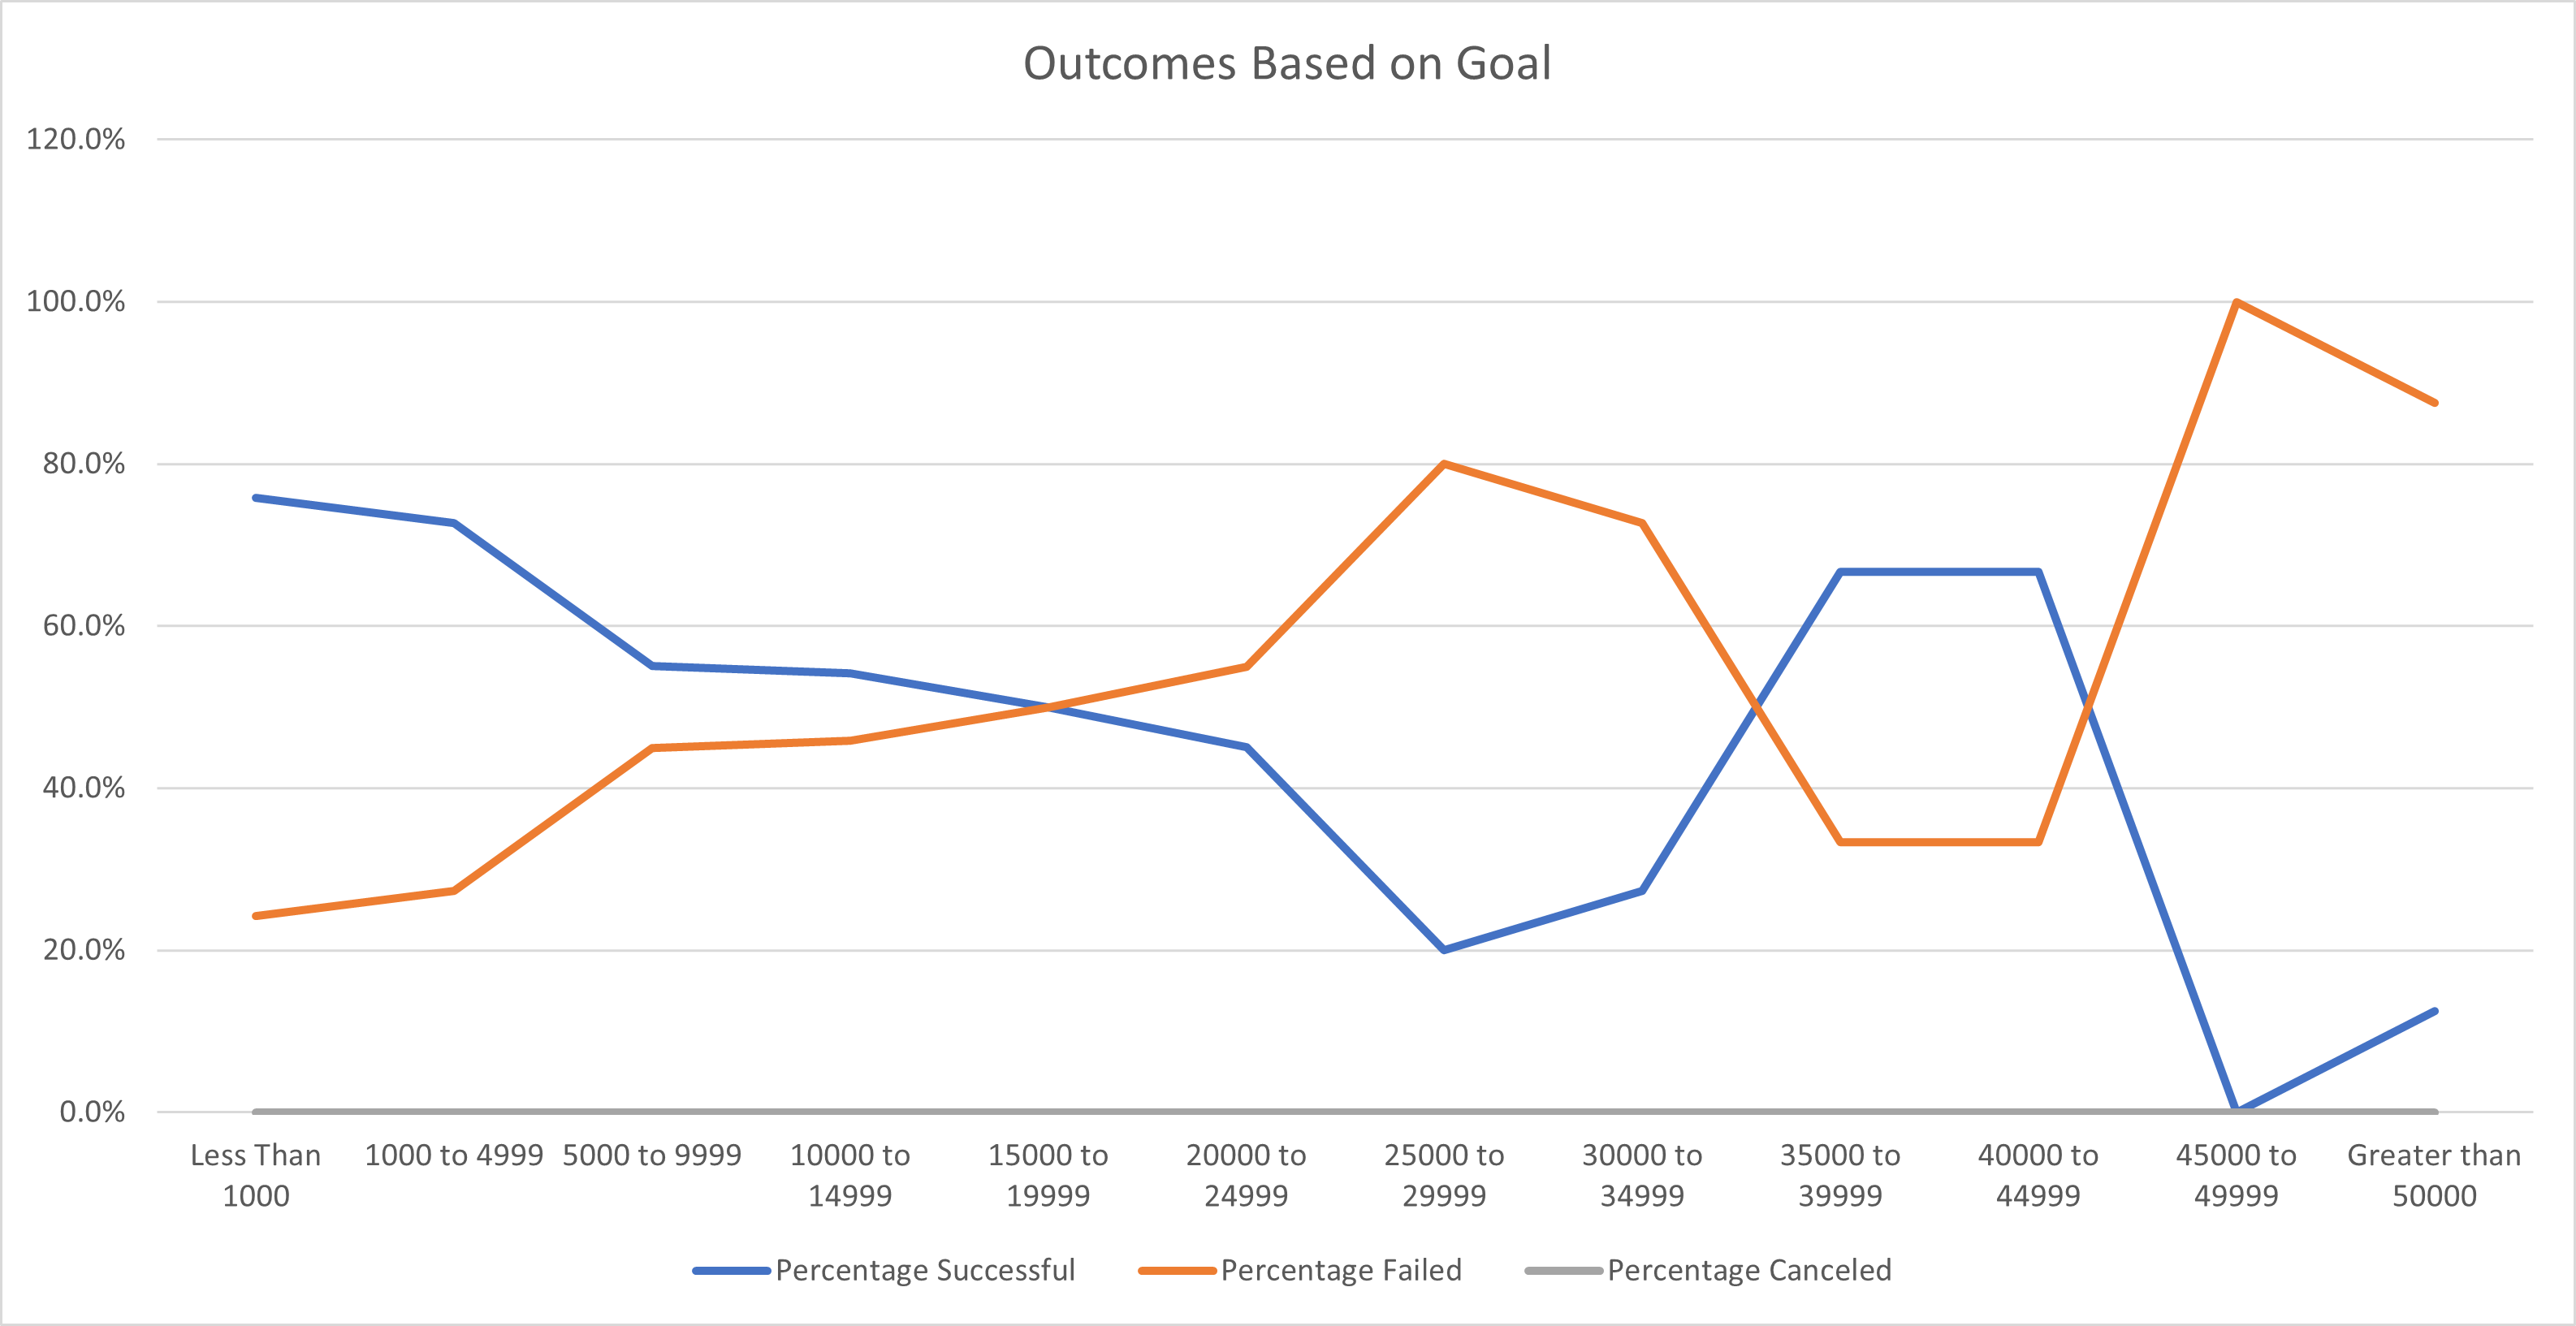 Outcomes Based on Goal
120.0%
100.0%
80.0%
60.0%
40.0%
20.0%
0.0%
Less Than
1000
1000 to 4999
5000 to 9999
10000 to
14999
15000 to
19999
20000 to
24999
25000 to
29999
30000 to
34999
35000 to
39999
40000 to
44999
45000 to
49999
Greater than
50000
Percentage Successful
Percentage Failed
Percentage Canceled